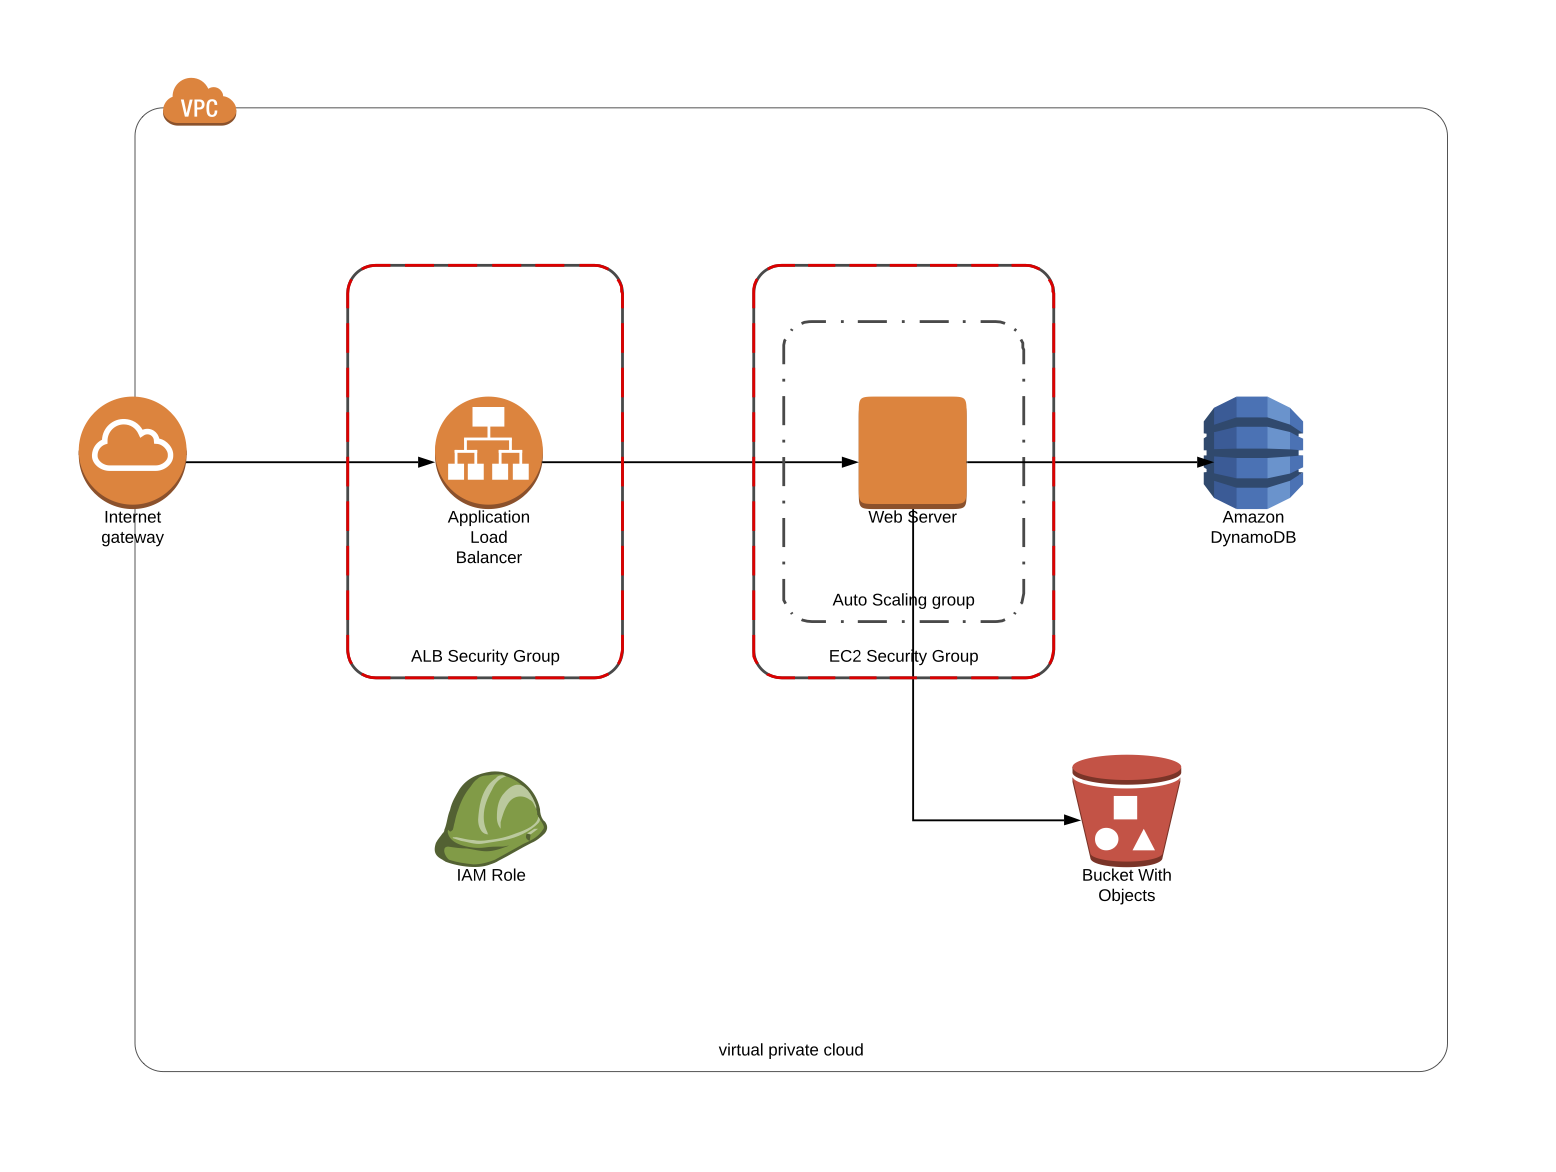 VPC
Internet
gateway
Application
Load
Balancer
Web Server
Amazon
DynamoDB
Auto Scaling group
ALB Security Group
EC2 Security Group
IAM Role
Bucket With
Objects
virtual private cloud